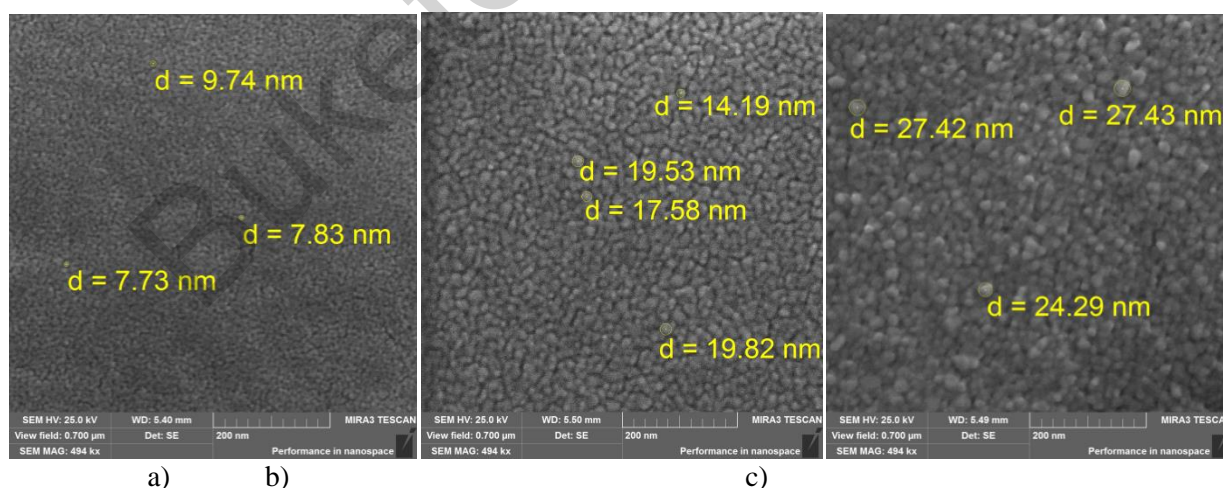 d = 9.74 nm
d = 7.83 nm
d = 7.73 nm
SEM HV: 25.0 kV WD: 5.40 mm MIRA3 TESCAN
View field: 0.700 µm Det: SE 200 nm
SEM MAG: 494 kx Performance in nanospace
d = 14.19 nm
d = 19.53 nm
d = 17.58 nm
d = 19.82 nm
SEM HV: 25.0 kV WD: 5.50 mm MIRA3 TESCAN
View field: 0.700 µm Det: SE 200 nm
SEM MAG: 494 kx Performance in nanospace
d = 27.42 nm
d = 27.43 nm
d = 24.29 nm
SEM HV: 25.0 kV WD: 5.49 mm MIRA3 TESCAN
View field: 0.700 µm Det: SE 200 nm
SEM MAG: 494 kx Performance in nanospace
a) b) c)